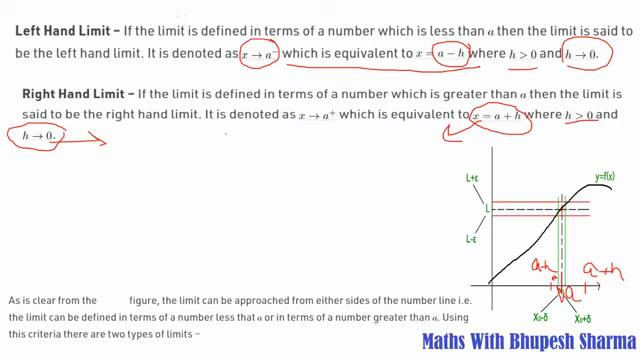 Left Hand Limit – If the limit is defined in terms of a number which is less than a then the limit is said to
be the left hand limit. It is denoted as x → a⁻ which is equivalent to x = a − h where h > 0 and h → 0.
Right Hand Limit – If the limit is defined in terms of a number which is greater than a then the limit is
said to be the right hand limit. It is denoted as x → a⁺ which is equivalent to x = a + h where h > 0 and
h → 0.
L+ε
y=f(x)
L
L-ε
a-h
a+h
a
X₀-δ
X₀+δ
As is clear from the figure, the limit can be approached from either sides of the number line i.e.
the limit can be defined in terms of a number less that a or in terms of a number greater than a. Using
this criteria there are two types of limits –
Maths With Bhupesh Sharma